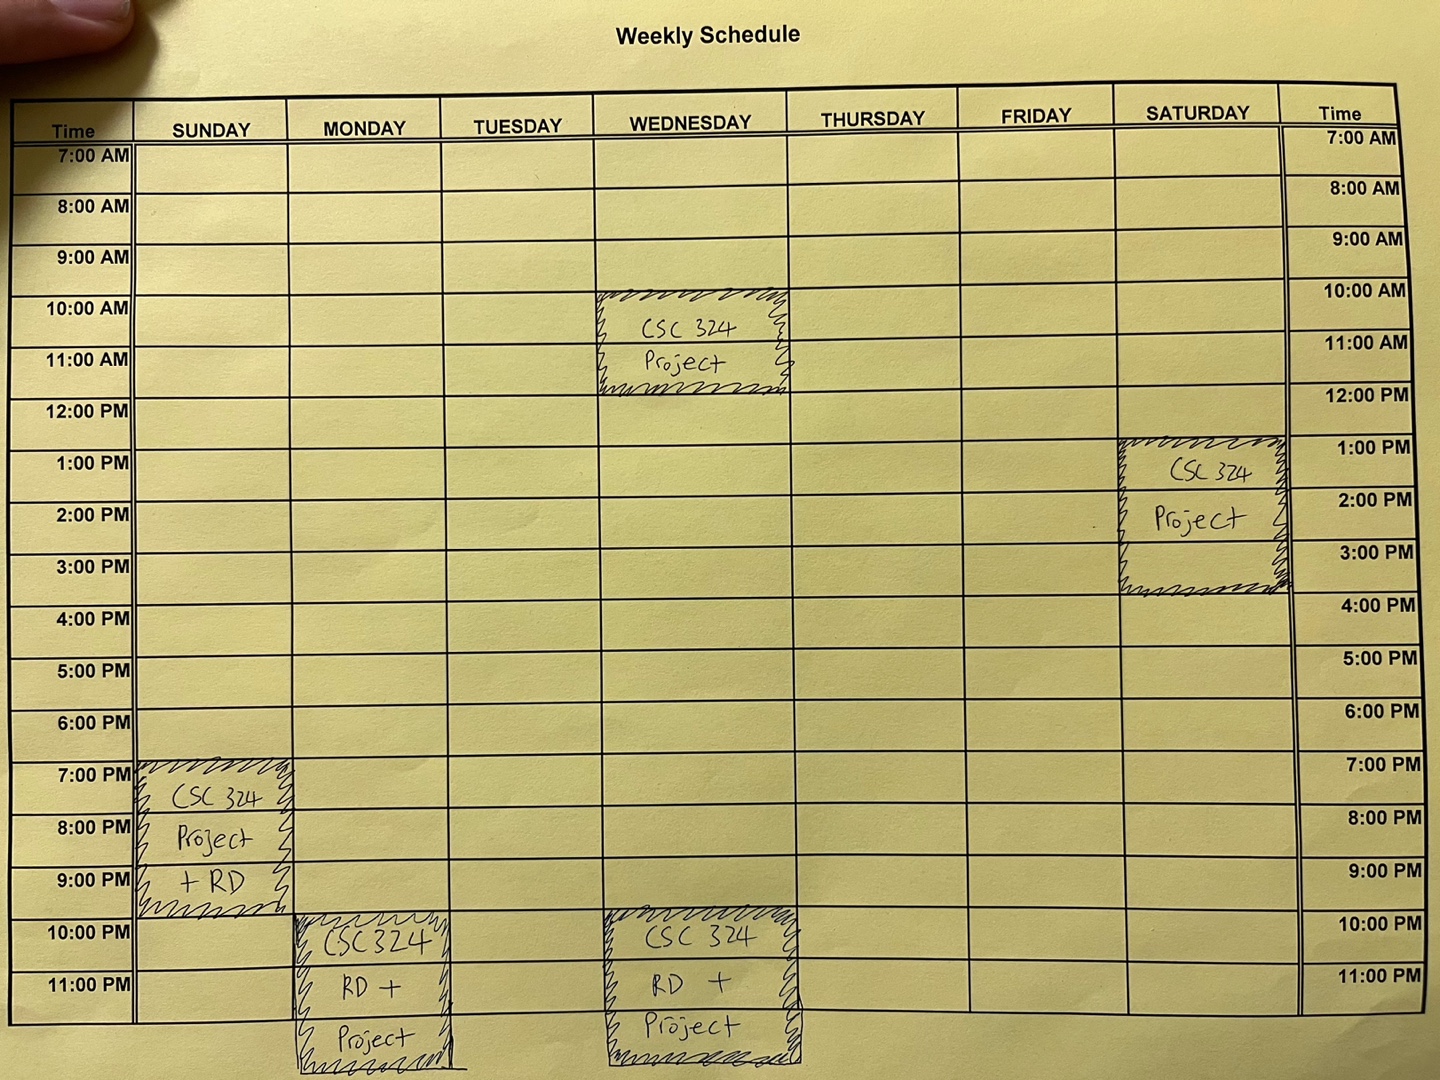 Weekly Schedule
Time SUNDAY MONDAY TUESDAY WEDNESDAY THURSDAY FRIDAY SATURDAY Time
7:00 AM 7:00 AM
8:00 AM 8:00 AM
9:00 AM 9:00 AM
10:00 AM CSC 324 10:00 AM
11:00 AM Project 11:00 AM
12:00 PM 12:00 PM
1:00 PM CSC 324 1:00 PM
2:00 PM Project 2:00 PM
3:00 PM 3:00 PM
4:00 PM 4:00 PM
5:00 PM 5:00 PM
6:00 PM 6:00 PM
7:00 PM CSC 324 7:00 PM
8:00 PM Project 8:00 PM
9:00 PM + RD 9:00 PM
10:00 PM CSC 324 CSC 324 10:00 PM
11:00 PM RD + RD + 11:00 PM
Project Project